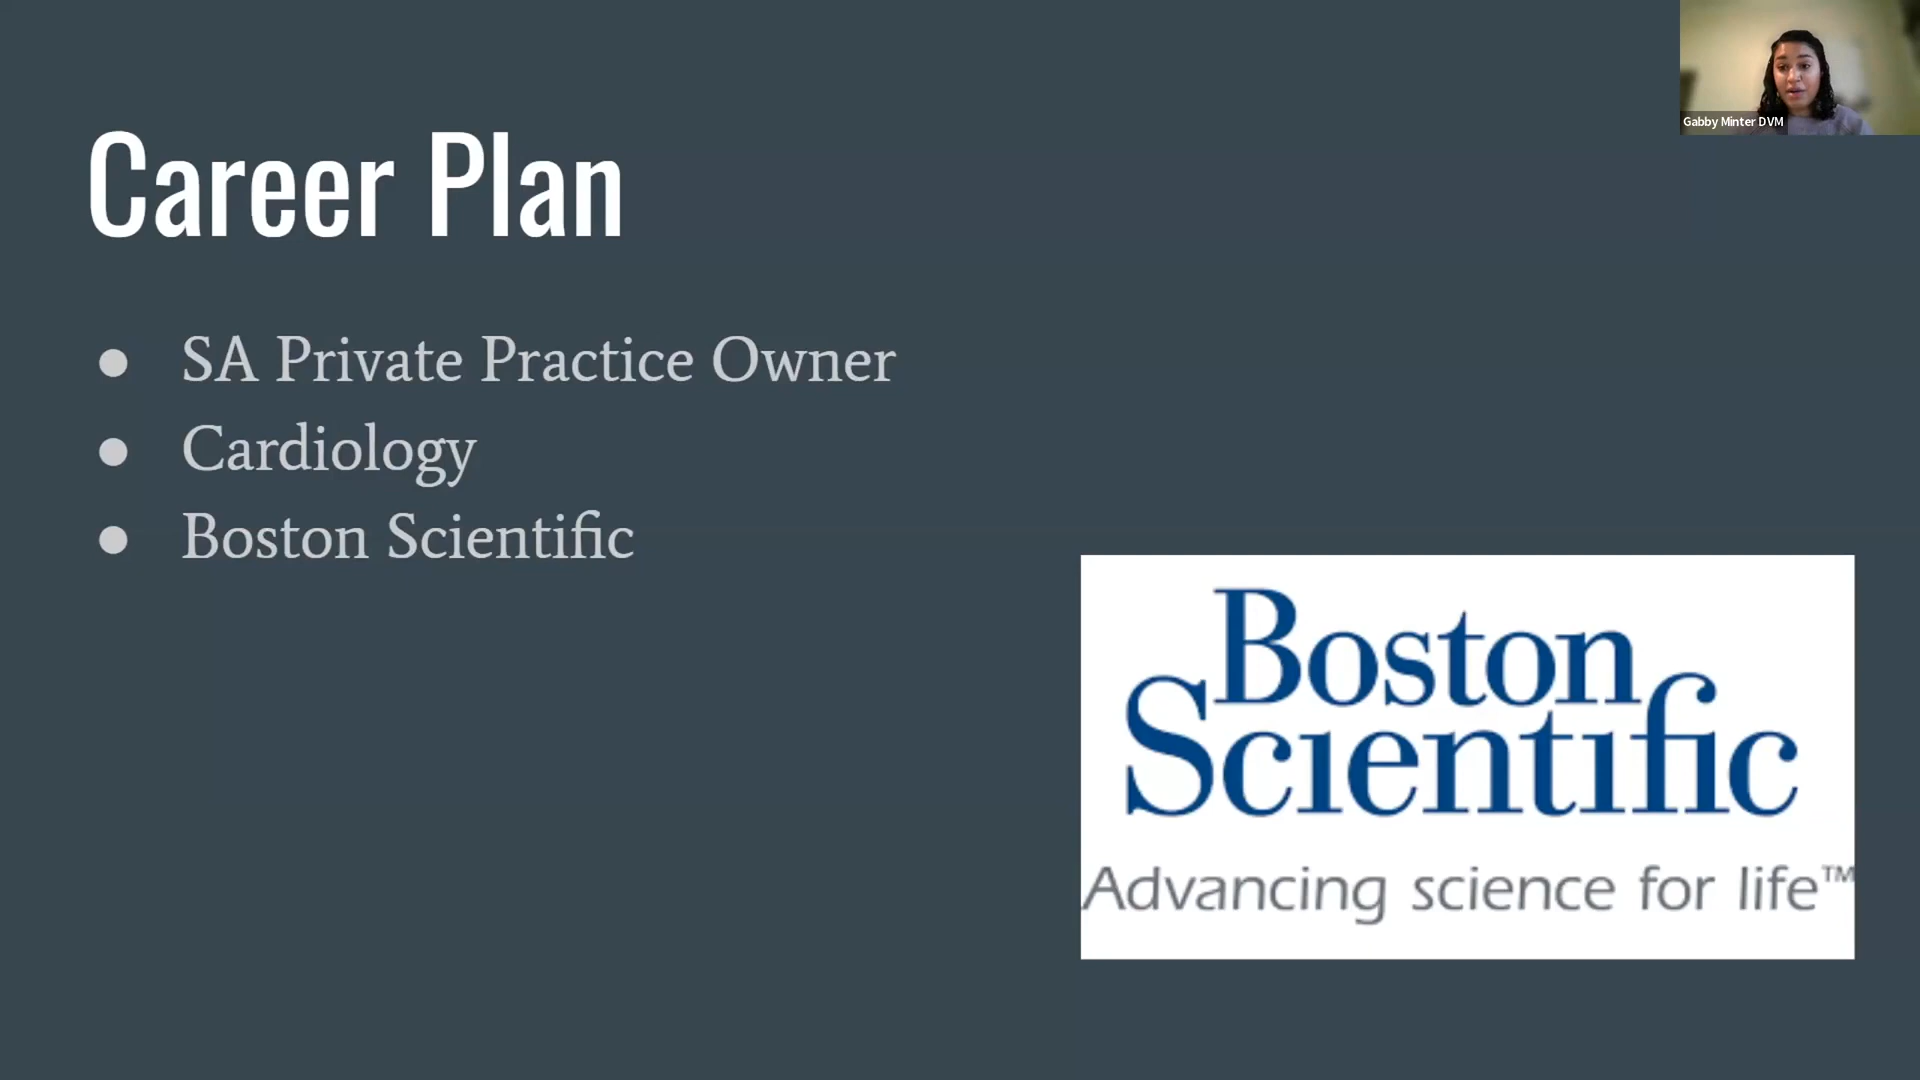 Gabby Minter DVM
Career Plan
● SA Private Practice Owner
● Cardiology
● Boston Scientific
Boston
Scientific
Advancing science for life™